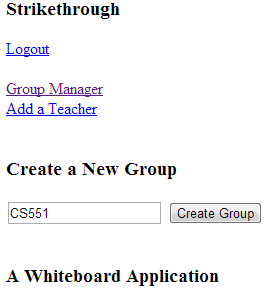 Strikethrough
Logout
Group Manager
Add a Teacher
Create a New Group
CS551 Create Group
A Whiteboard Application